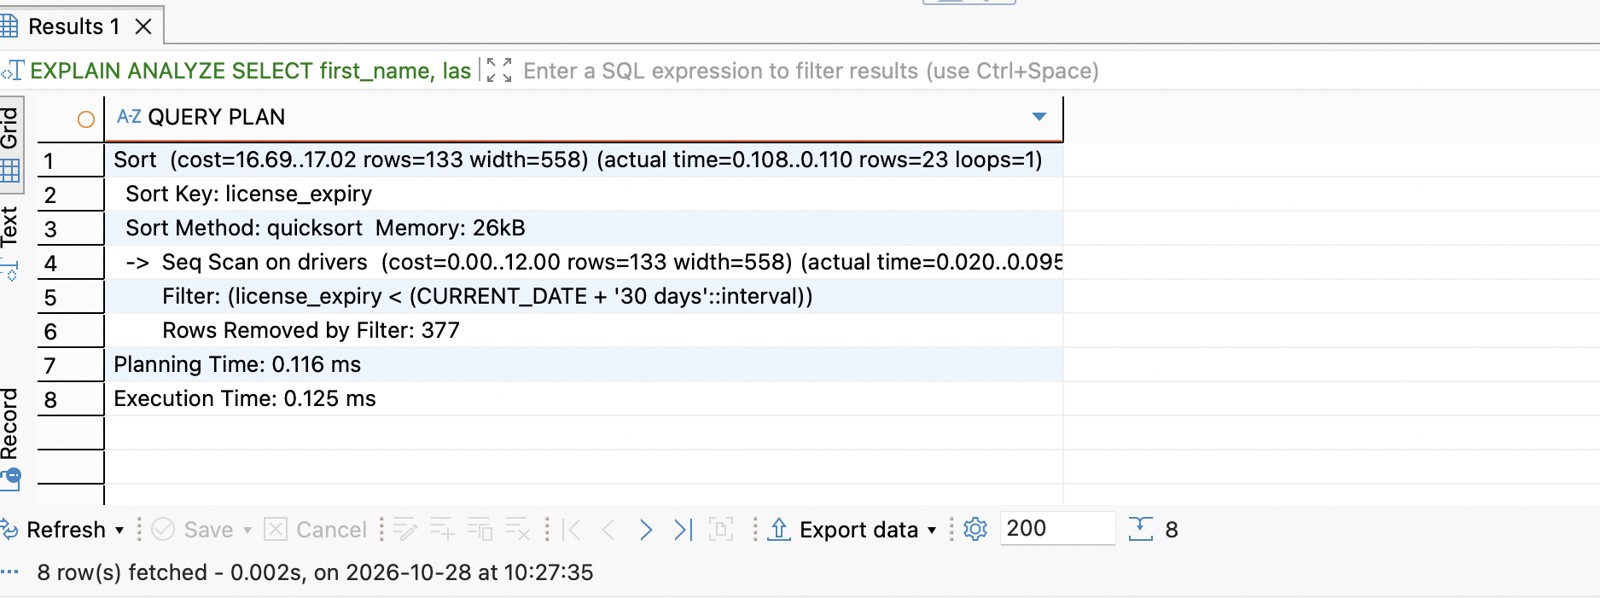 Results 1
EXPLAIN ANALYZE SELECT first_name, las Enter a SQL expression to filter results (use Ctrl+Space)
Grid
Text
Record
A-Z QUERY PLAN
1 Sort  (cost=16.69..17.02 rows=133 width=558) (actual time=0.108..0.110 rows=23 loops=1)
2 Sort Key: license_expiry
3 Sort Method: quicksort  Memory: 26kB
4 ->  Seq Scan on drivers  (cost=0.00..12.00 rows=133 width=558) (actual time=0.020..0.095
5 Filter: (license_expiry < (CURRENT_DATE + '30 days'::interval))
6 Rows Removed by Filter: 377
7 Planning Time: 0.116 ms
8 Execution Time: 0.125 ms
Refresh Save Cancel Export data 200 8
8 row(s) fetched - 0.002s, on 2026-10-28 at 10:27:35